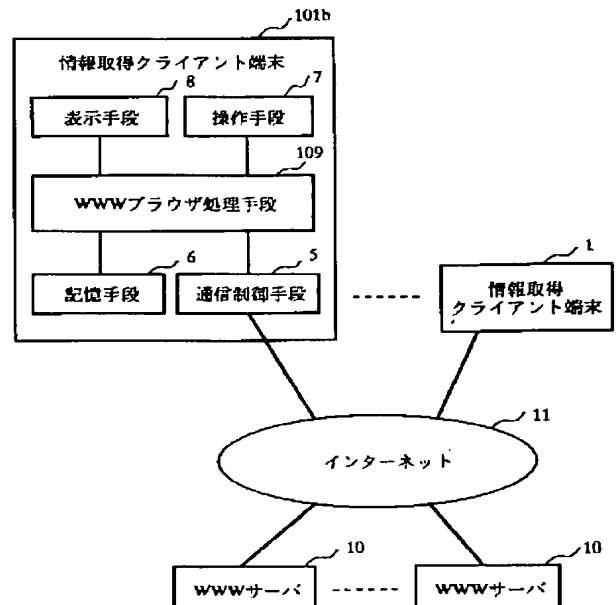 101b
情報取得クライアント端末
8
7
表示手段
操作手段
109
WWWブラウザ処理手段
6
5
1
記憶手段
通信制御手段
情報取得
クライアント端末
11
インターネット
10
10
WWWサーバ
WWWサーバ